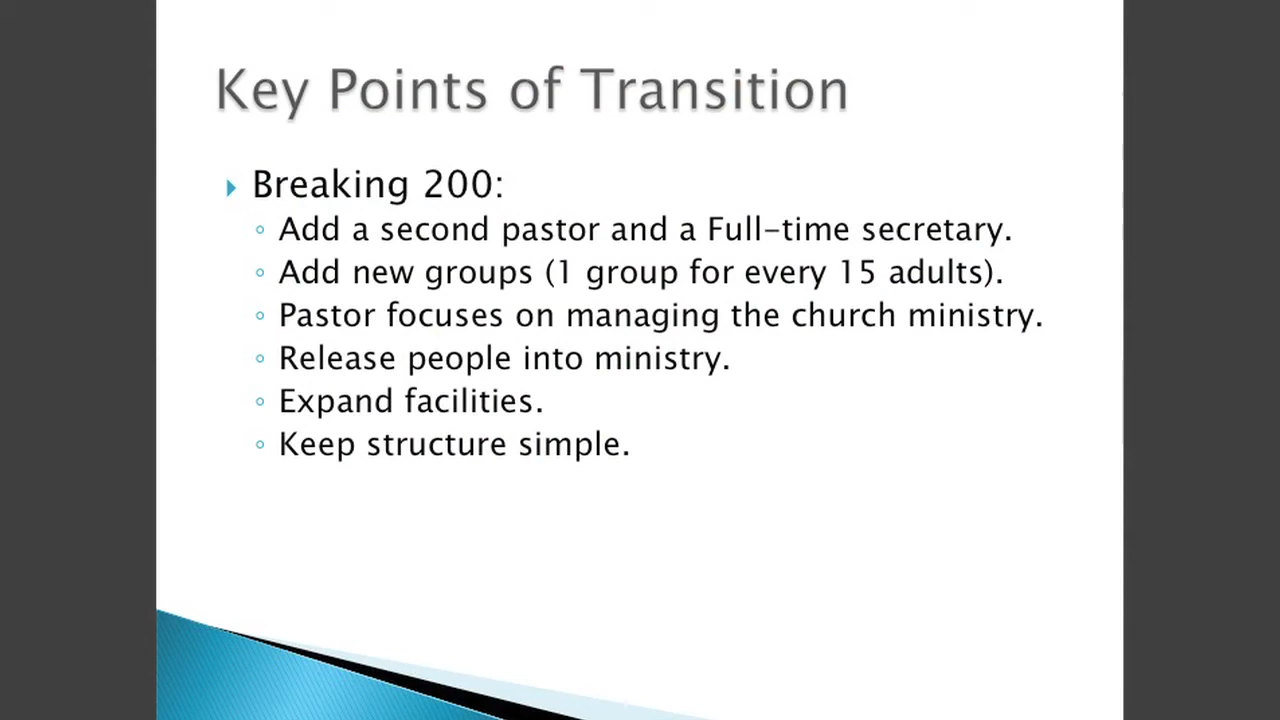 Key Points of Transition
Breaking 200:
Add a second pastor and a Full-time secretary.
Add new groups (1 group for every 15 adults).
Pastor focuses on managing the church ministry.
Release people into ministry.
Expand facilities.
Keep structure simple.